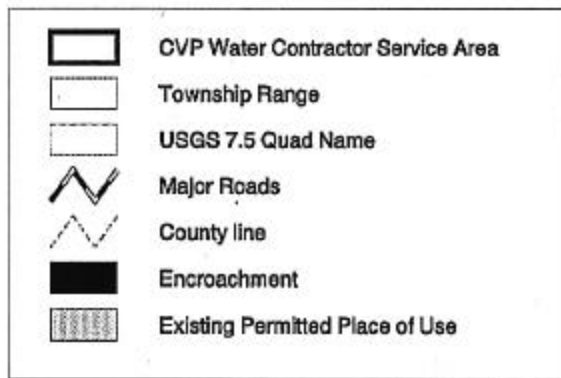 CVP Water Contractor Service Area
Township Range
USGS 7.5 Quad Name
Major Roads
County line
Encroachment
Existing Permitted Place of Use